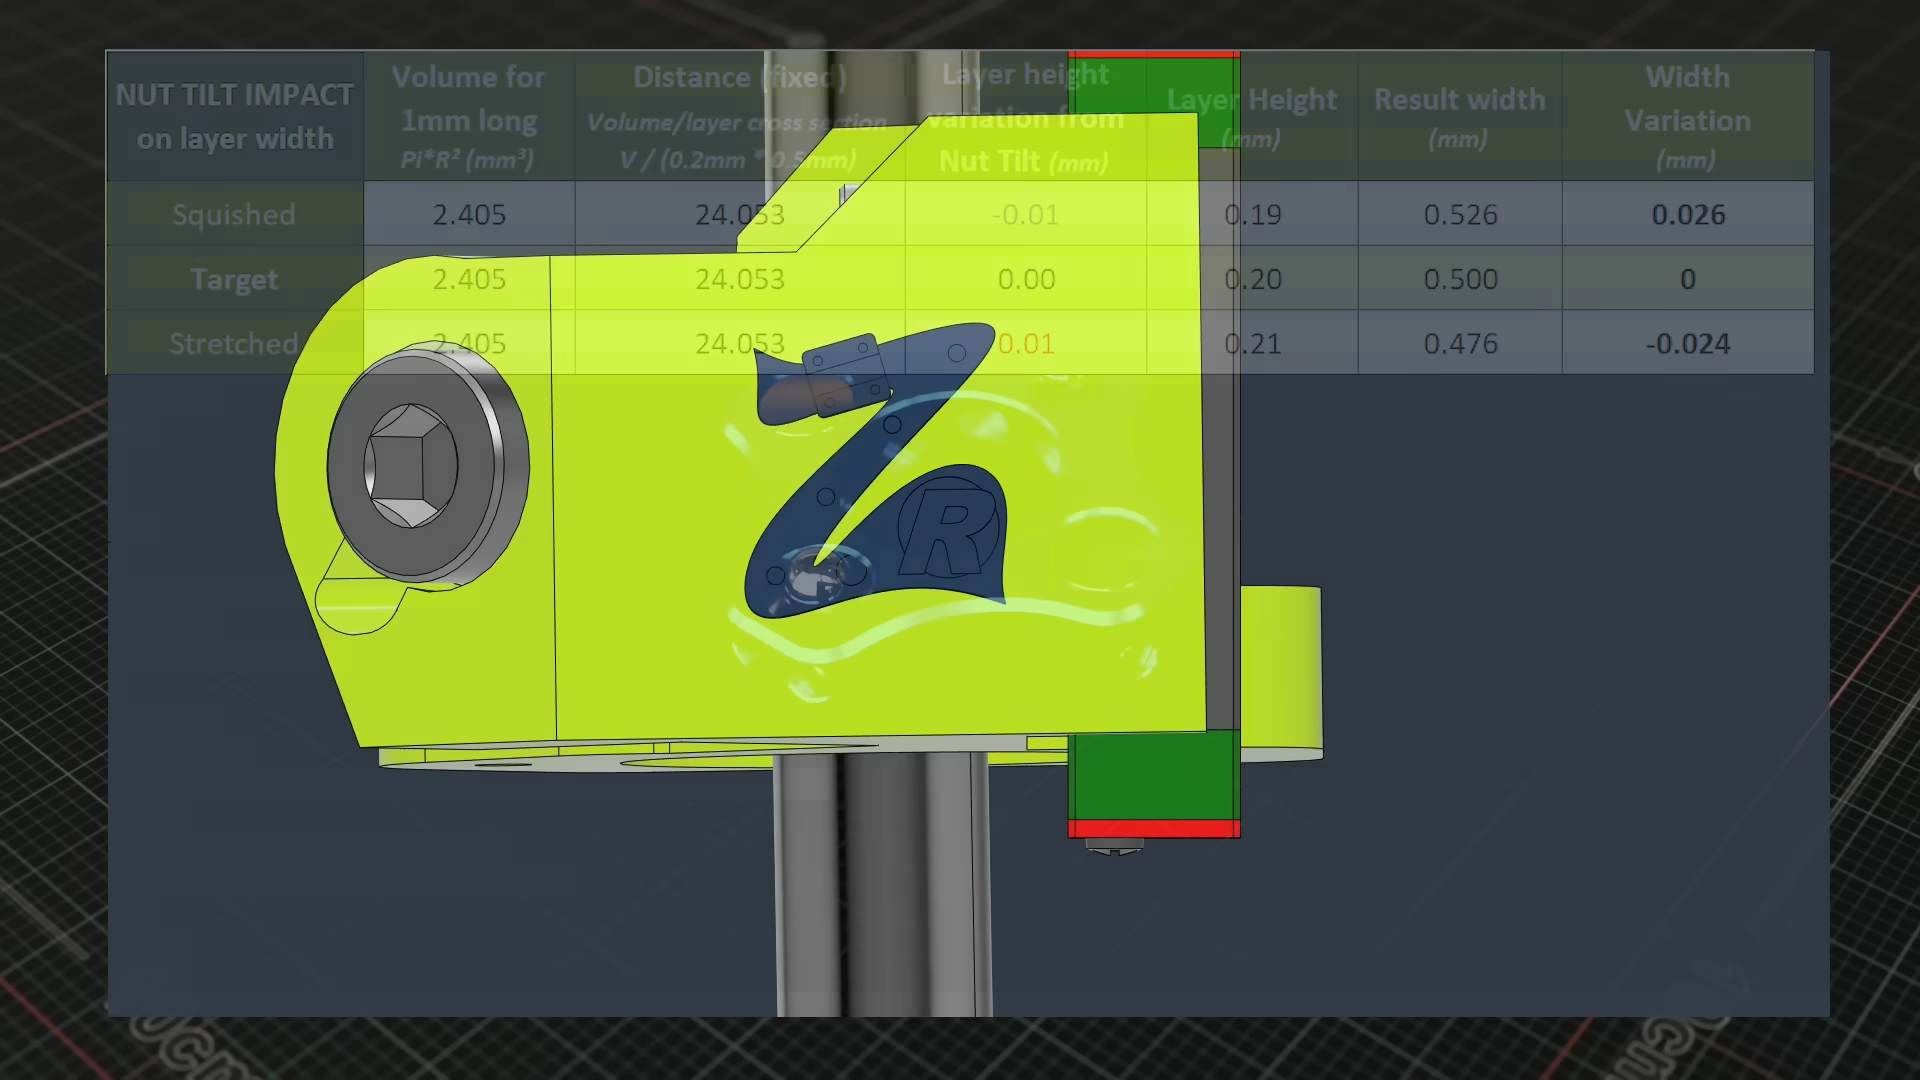 NUT TILT IMPACT
on layer width
Volume for
1mm long
Pi*R² (mm³)
Distance (fixed)
Volume/layer cross section
V / (0.2mm * 0.5mm)
Layer height
variation from
Nut Tilt (mm)
Layer Height
(mm)
Result width
(mm)
Width
Variation
(mm)
Squished 2.405 24.053 -0.01 0.19 0.526 0.026
Target 2.405 24.053 0.00 0.20 0.500 0
Stretched 2.405 24.053 0.01 0.21 0.476 -0.024
Z
R